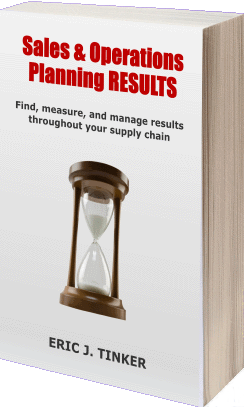 Sales & Operations
Planning RESULTS
Find, measure, and manage results
throughout your supply chain
ERIC J. TINKER